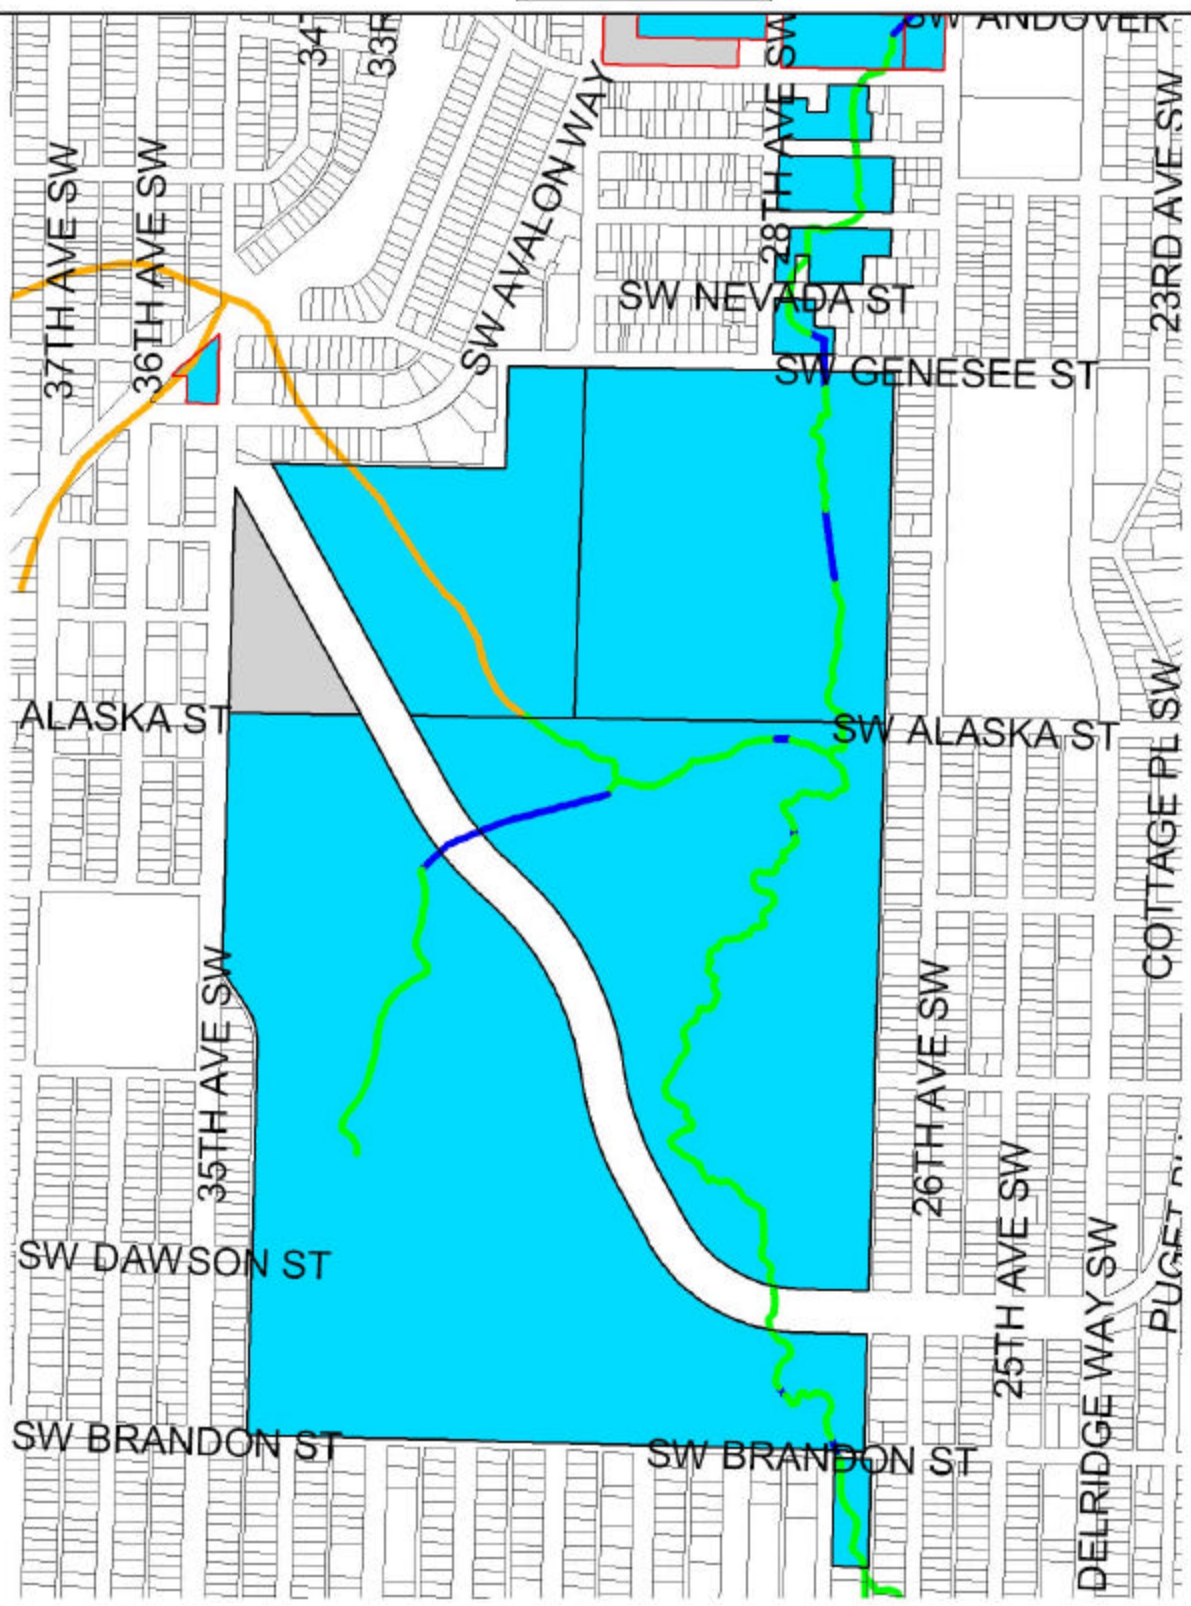 SW ANDOVER
34T
33R
SW AVALON WAY
28TH AVE SW
23RD AVE SW
37TH AVE SW
36TH AVE SW
SW NEVADA ST
SW GENESEE ST
ALASKA ST
SW ALASKA ST
COTTAGE PL SW
35TH AVE SW
26TH AVE SW
25TH AVE SW
DELRIDGE WAY SW
PUGET
SW DAWSON ST
SW BRANDON ST
SW BRANDON ST